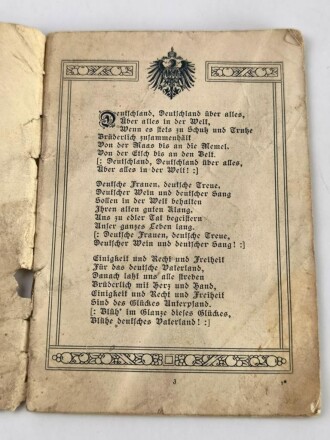 Deutschland, Deutschland über alles,
Über alles in der Welt,
Wenn es stets zu Schutz und Trutze
Brüderlich zusammenhält
Von der Maas bis an die Memel.
Von der Etsch bis an den Belt.
[: Deutschland, Deutschland über alles,
Über alles in der Welt! :]
Deutsche Frauen, deutsche Treue,
Deutscher Wein und deutscher Sang
Sollen in der Welt behalten
Ihren alten guten Klang.
Uns zu edler Tat begeistern
Unser ganzes Leben lang.
[: Deutsche Frauen, deutsche Treue,
Deutscher Wein und deutscher Sang! :]
Einigkeit und Recht und Freiheit
Für das deutsche Vaterland,
Danach laßt uns alle streben
Brüderlich mit Herz und Hand,
Einigkeit und Recht und Freiheit
Sind des Glückes Unterpfand.
[: Blüh' im Glanze dieses Glückes,
Blühe deutsches Vaterland! :]
3